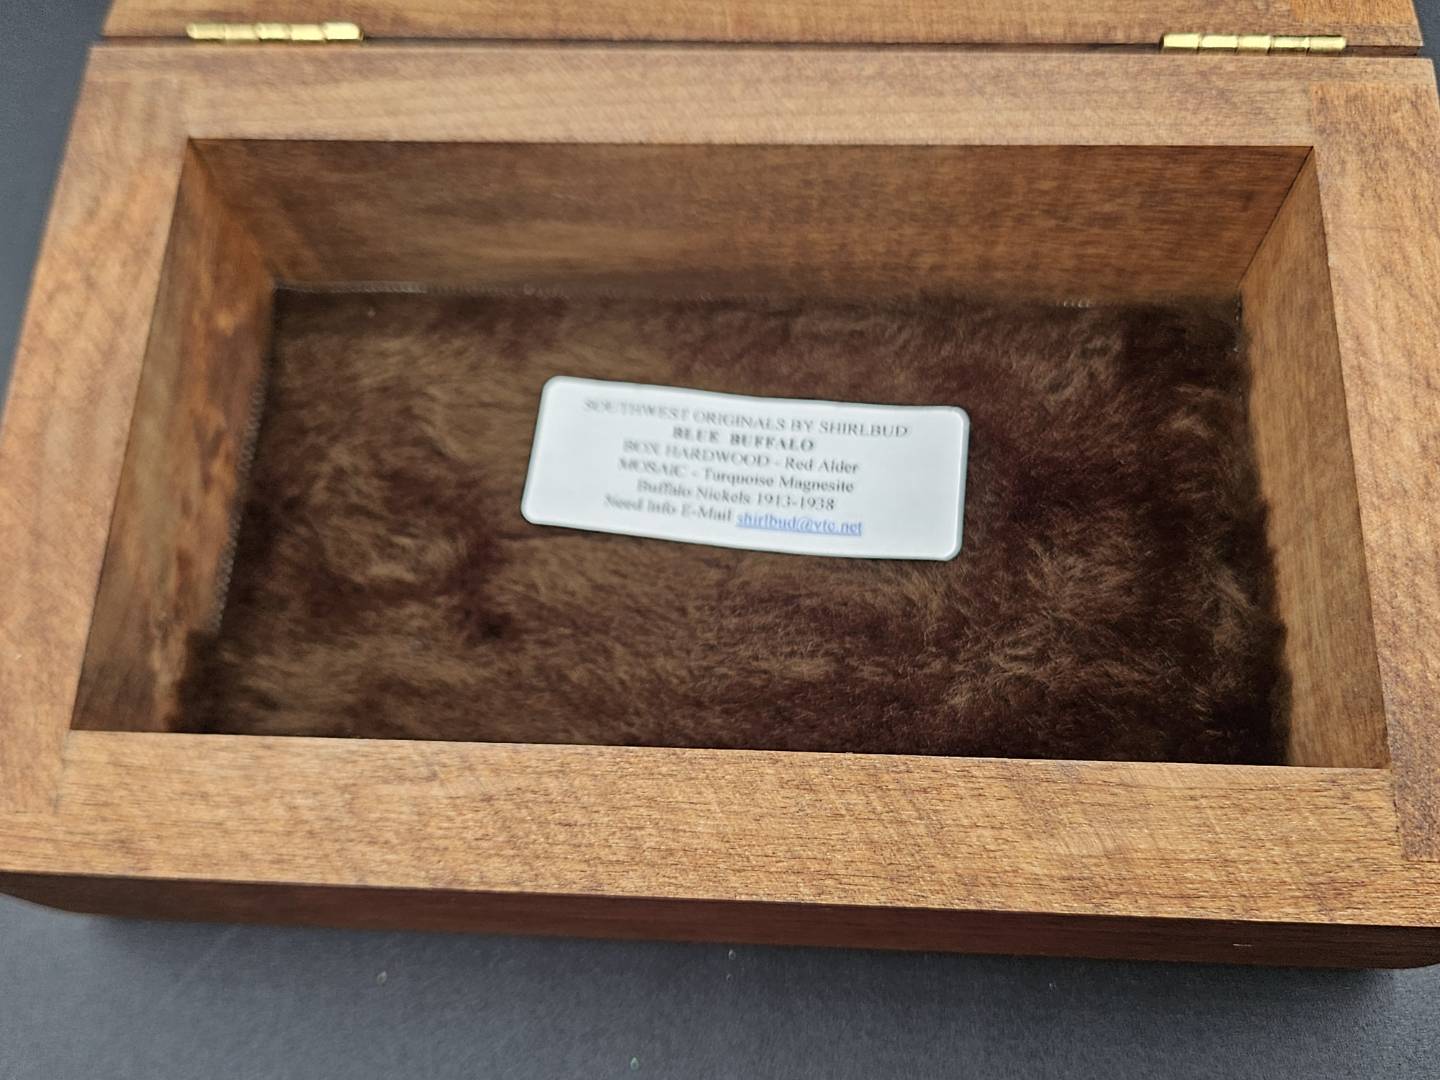 SOUTHWEST ORIGINALS BY SHIRLBUD
BLUE BUFFALO
BOX HARDWOOD - Red Alder
MOSAIC - Turquoise Magnesite
Buffalo Nickels 1913-1938
Need Info E-Mail shirlbud@vtc.net